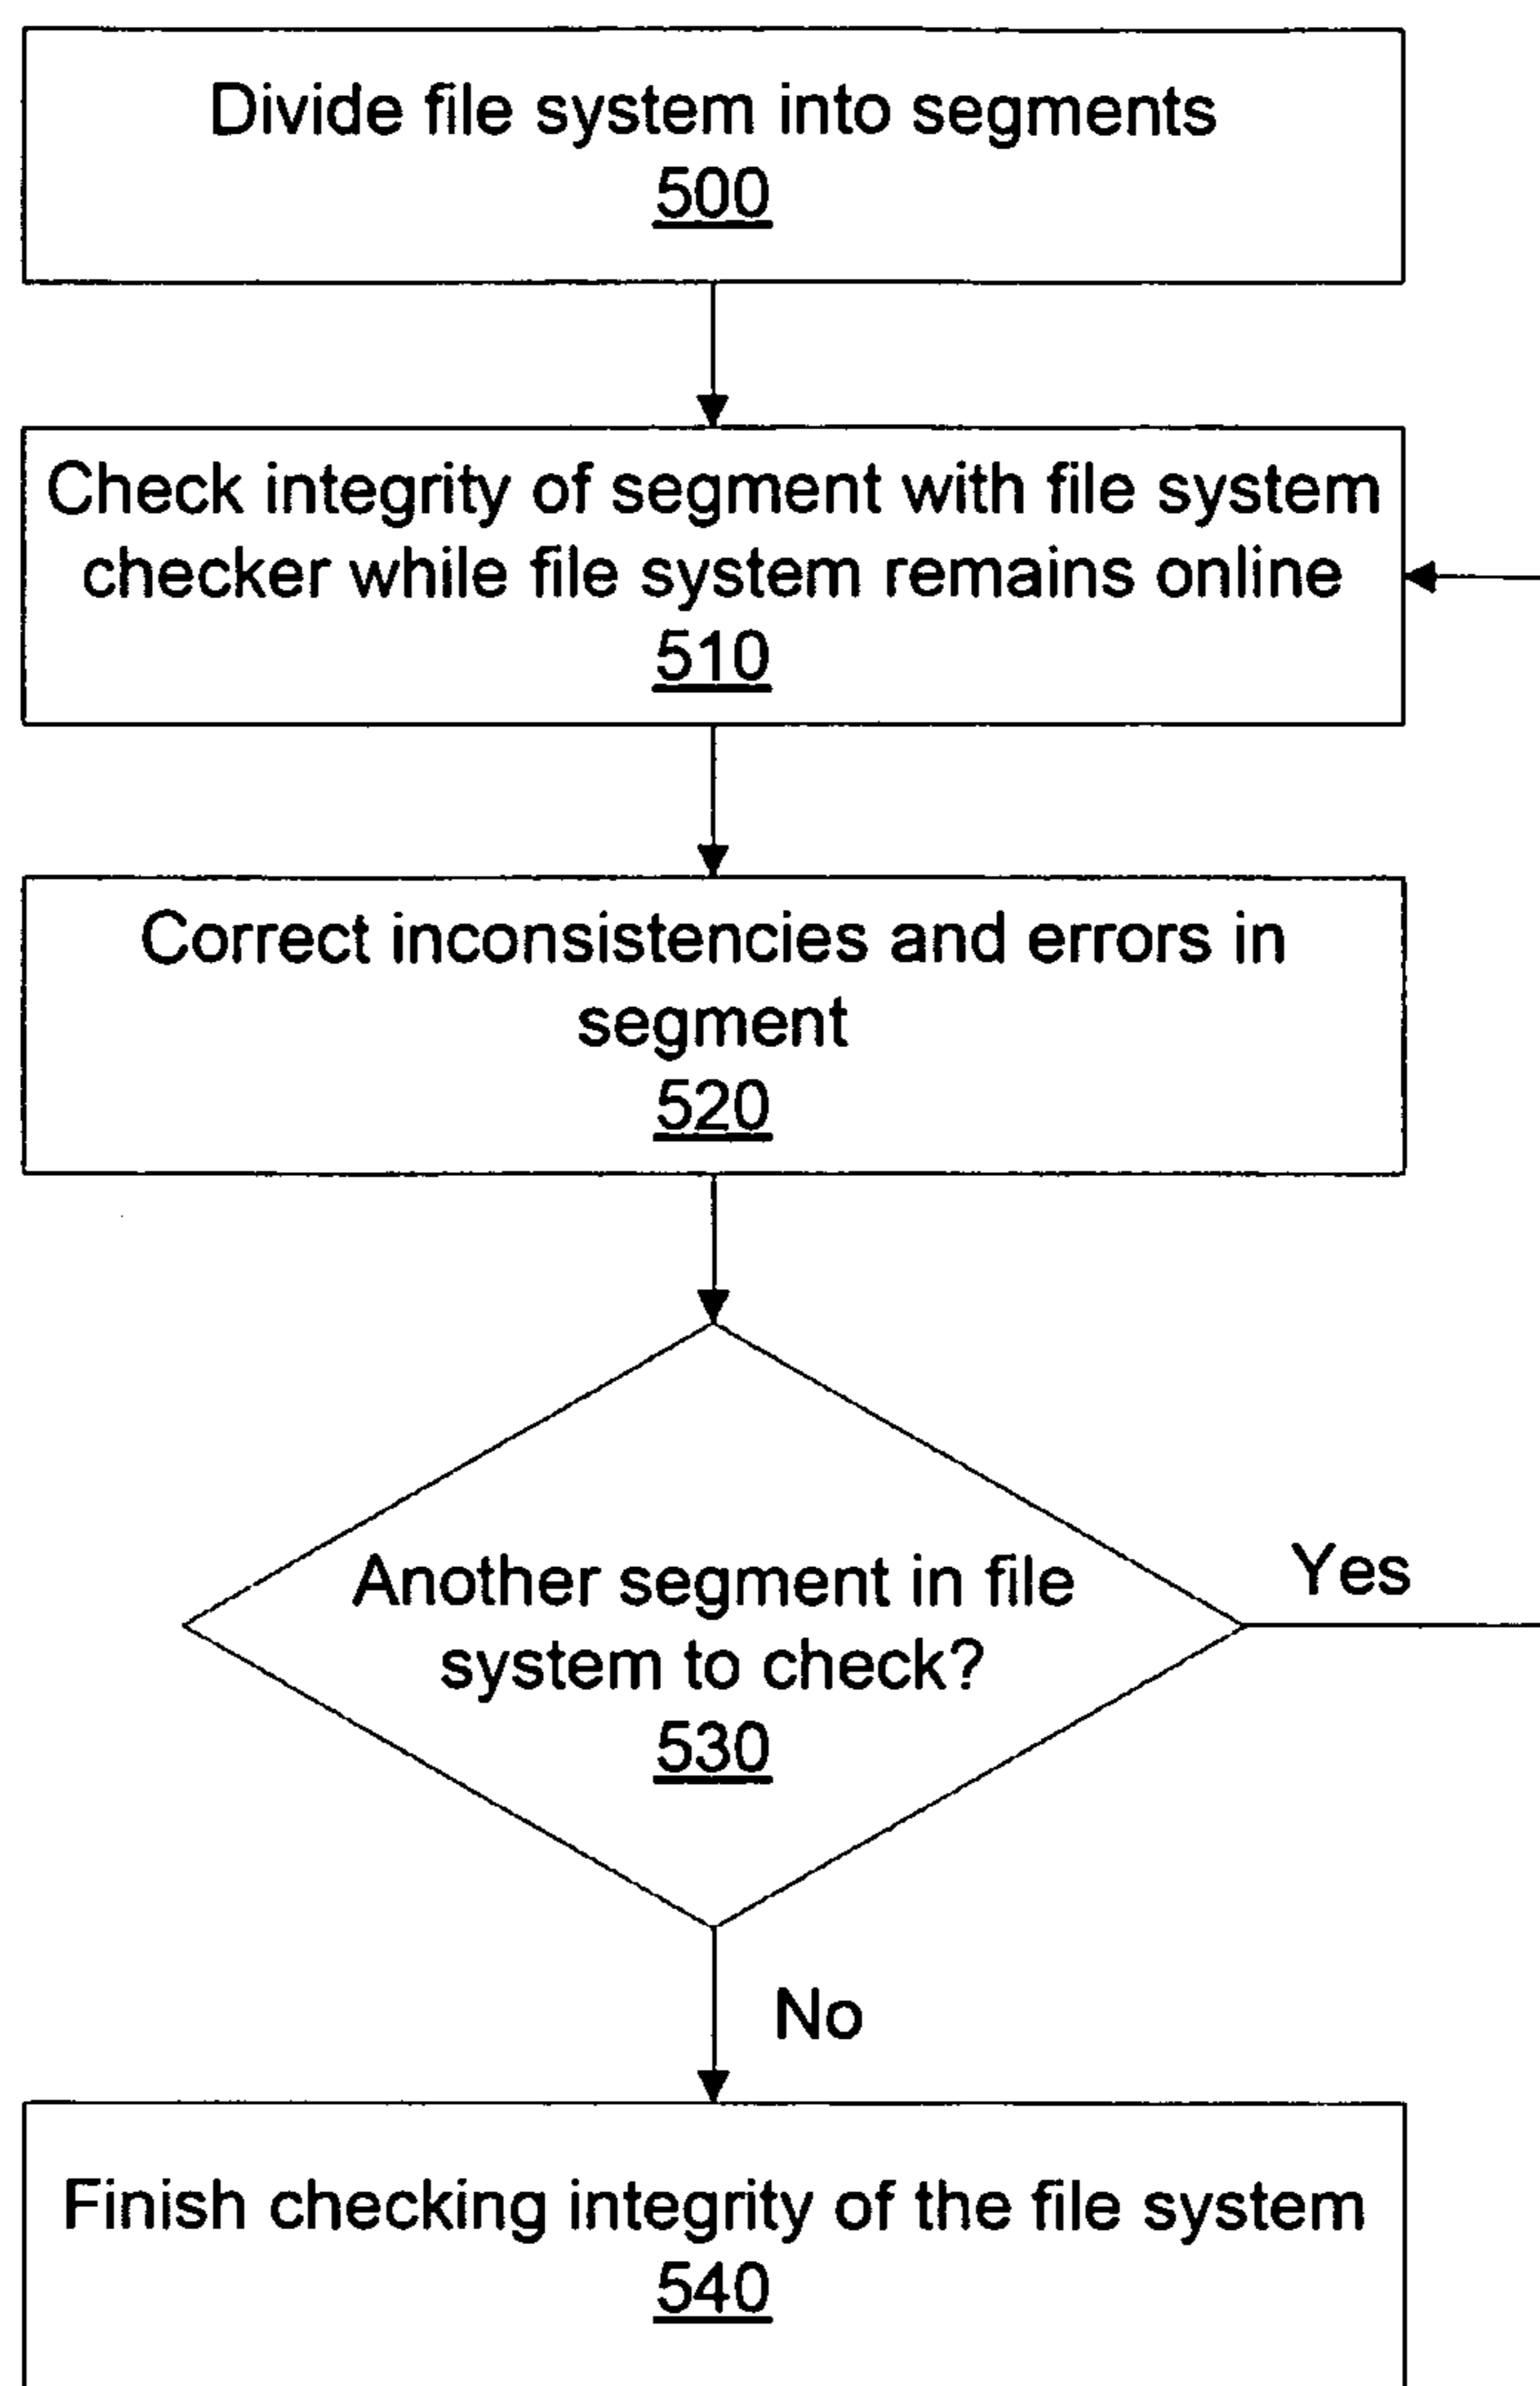 Divide file system into segments
500
Check integrity of segment with file system
checker while file system remains online
510
Correct inconsistencies and errors in
segment
520
Another segment in file
system to check?
530
Yes
No
Finish checking integrity of the file system
540